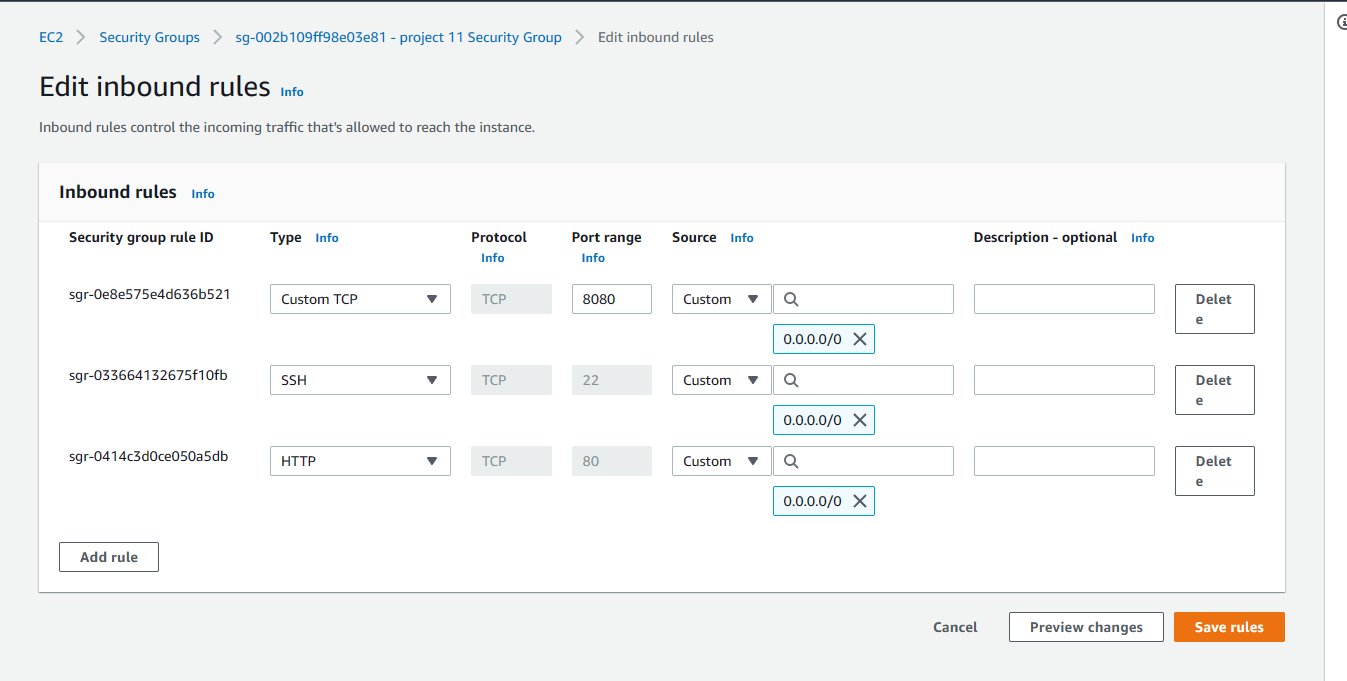 EC2 > Security Groups > sg-002b109ff98e03e81 - project 11 Security Group > Edit inbound rules
Edit inbound rules Info
Inbound rules control the incoming traffic that's allowed to reach the instance.
Inbound rules Info
Security group rule ID Type Info Protocol Info Port range Info Source Info Description - optional Info
sgr-0e8e575e4d636b521 Custom TCP TCP 8080 Custom Delete
0.0.0.0/0
sgr-033664132675f10fb SSH TCP 22 Custom Delete
0.0.0.0/0
sgr-0414c3d0ce050a5db HTTP TCP 80 Custom Delete
0.0.0.0/0
Add rule
Cancel Preview changes Save rules